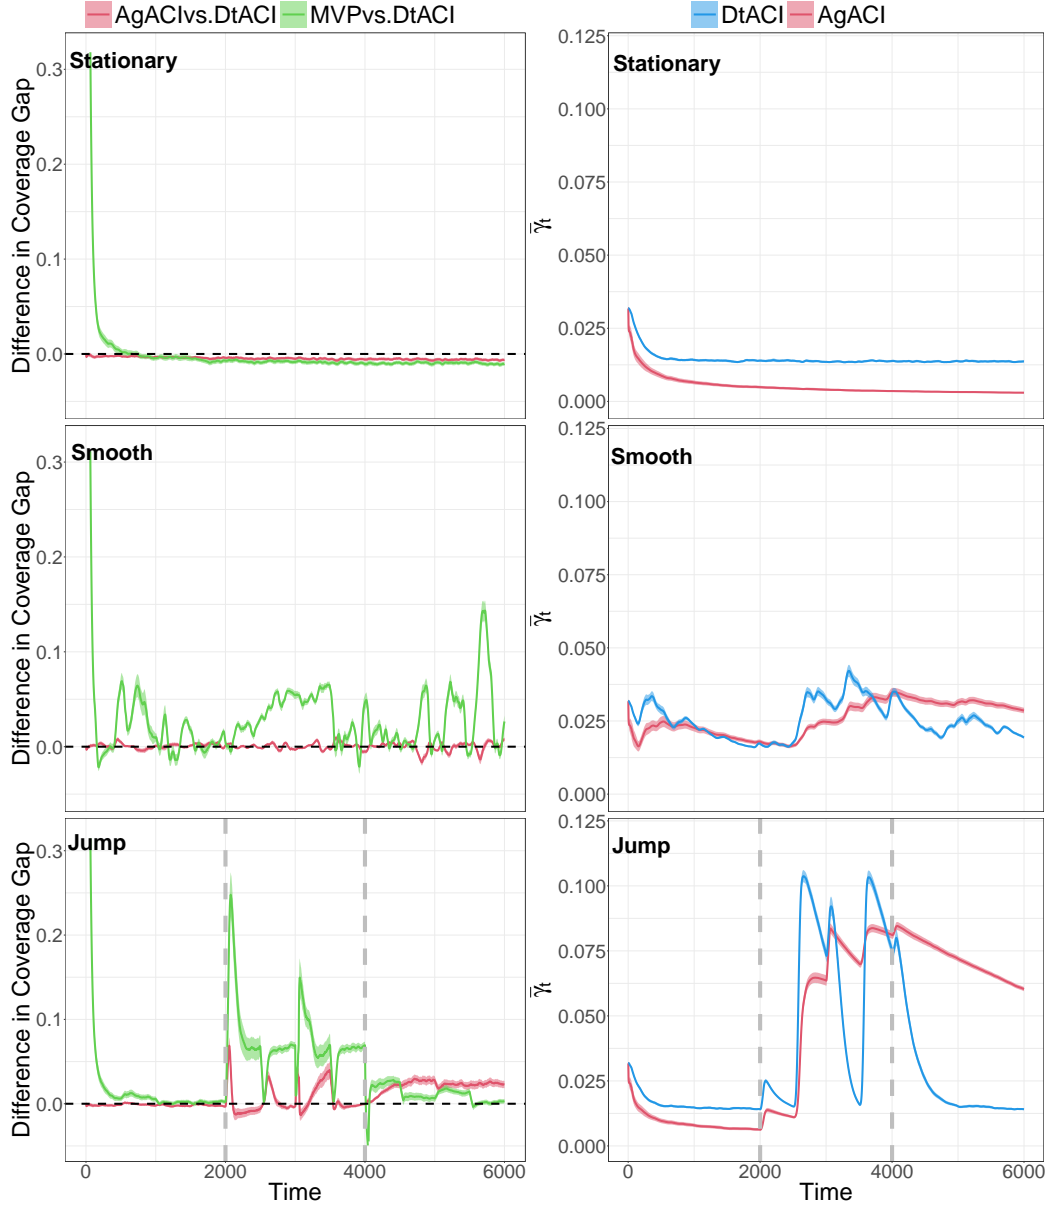 AgACIvs.DtACI MVPvs.DtACI
DtACI AgACI
Stationary
Difference in Coverage Gap
0.3
0.2
0.1
0.0
Stationary
γ̅t
0.125
0.100
0.075
0.050
0.025
0.000
Smooth
Difference in Coverage Gap
0.3
0.2
0.1
0.0
Smooth
γ̅t
0.125
0.100
0.075
0.050
0.025
0.000
Jump
Difference in Coverage Gap
0.3
0.2
0.1
0.0
0 2000 4000 6000
Time
Jump
γ̅t
0.125
0.100
0.075
0.050
0.025
0.000
0 2000 4000 6000
Time